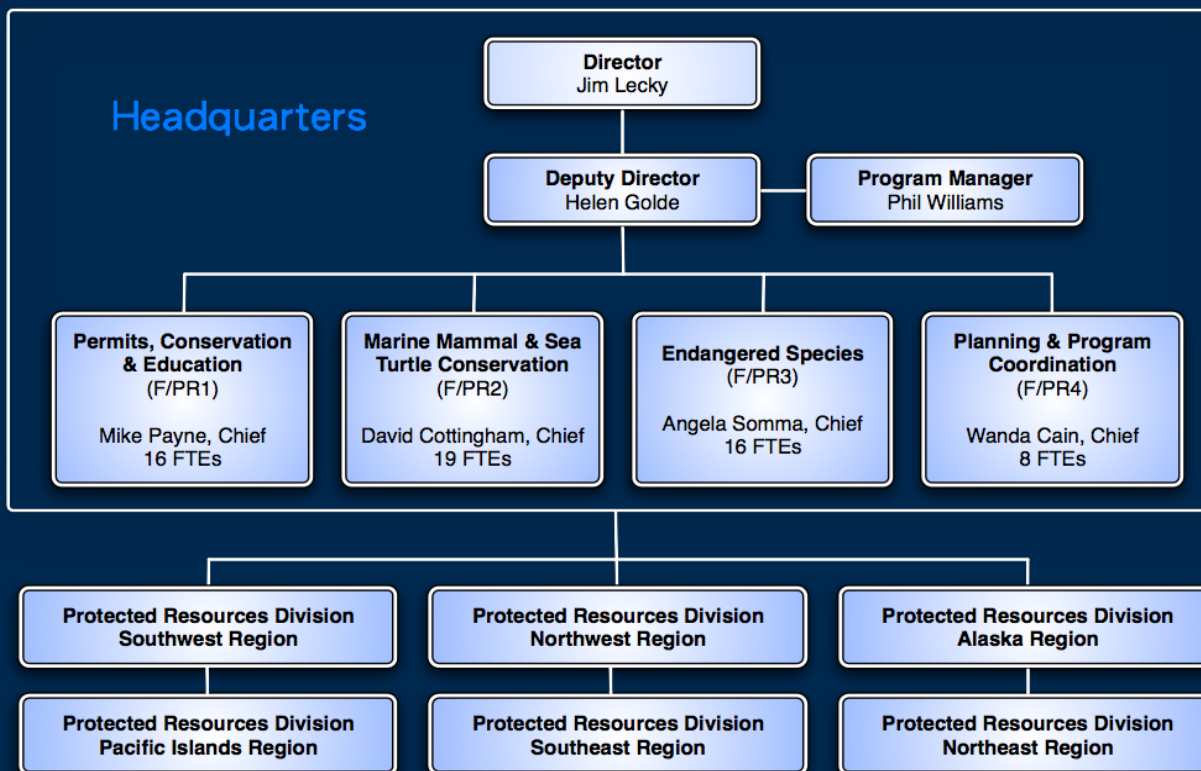 Headquarters
Director
Jim Lecky
Deputy Director
Helen Golde
Program Manager
Phil Williams
Permits, Conservation
& Education
(F/PR1)
Mike Payne, Chief
16 FTEs
Marine Mammal & Sea
Turtle Conservation
(F/PR2)
David Cottingham, Chief
19 FTEs
Endangered Species
(F/PR3)
Angela Somma, Chief
16 FTEs
Planning & Program
Coordination
(F/PR4)
Wanda Cain, Chief
8 FTEs
Protected Resources Division
Southwest Region
Protected Resources Division
Northwest Region
Protected Resources Division
Alaska Region
Protected Resources Division
Pacific Islands Region
Protected Resources Division
Southeast Region
Protected Resources Division
Northeast Region